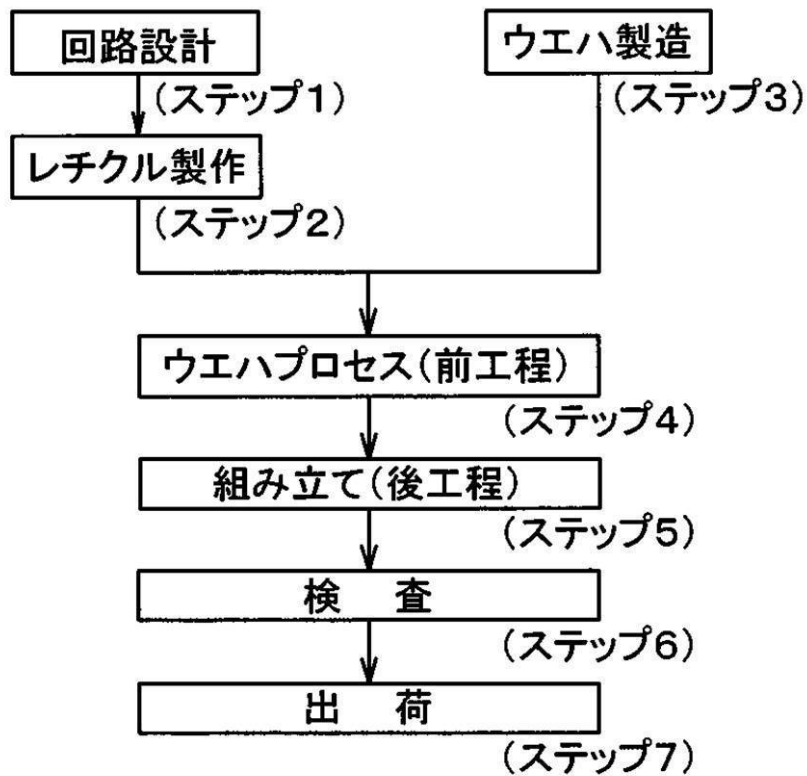 回路設計
(ステップ1)
ウエハ製造
(ステップ3)
レチクル製作
(ステップ2)
ウエハプロセス(前工程)
(ステップ4)
組み立て(後工程)
(ステップ5)
検 査
(ステップ6)
出 荷
(ステップ7)